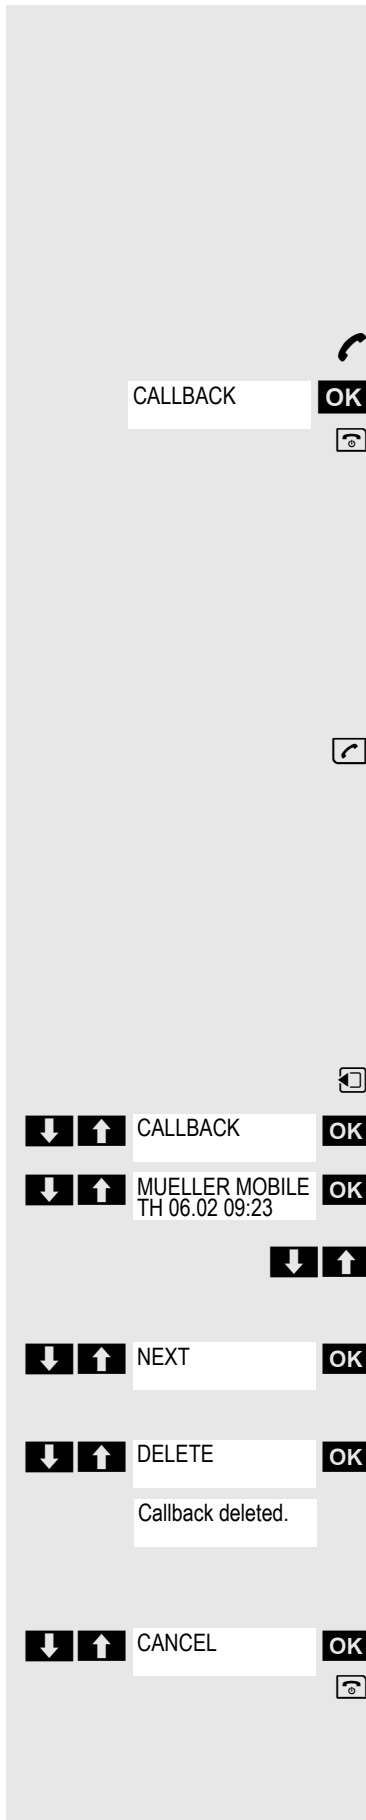 CALLBACK OK
CALLBACK OK
MUELLER MOBILE OK
TH 06.02 09:23
NEXT OK
DELETE OK
Callback deleted.
CANCEL OK